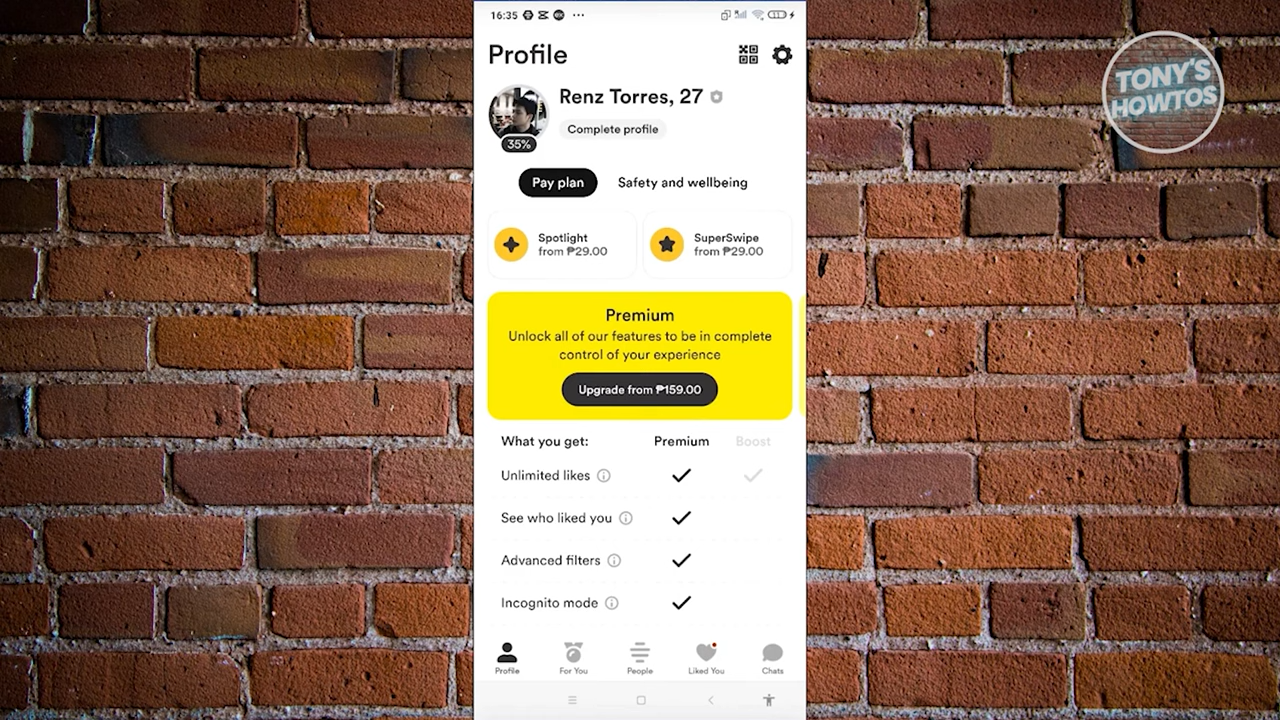 16:35
TONY'S
HOWTOS
Profile
Renz Torres, 27
Complete profile
35%
Pay plan
Safety and wellbeing
Spotlight
from ₱29.00
SuperSwipe
from ₱29.00
Premium
Unlock all of our features to be in complete
control of your experience
Upgrade from ₱159.00
What you get: Premium Boost
Unlimited likes
See who liked you
Advanced filters
Incognito mode
Profile For You People Liked You Chats